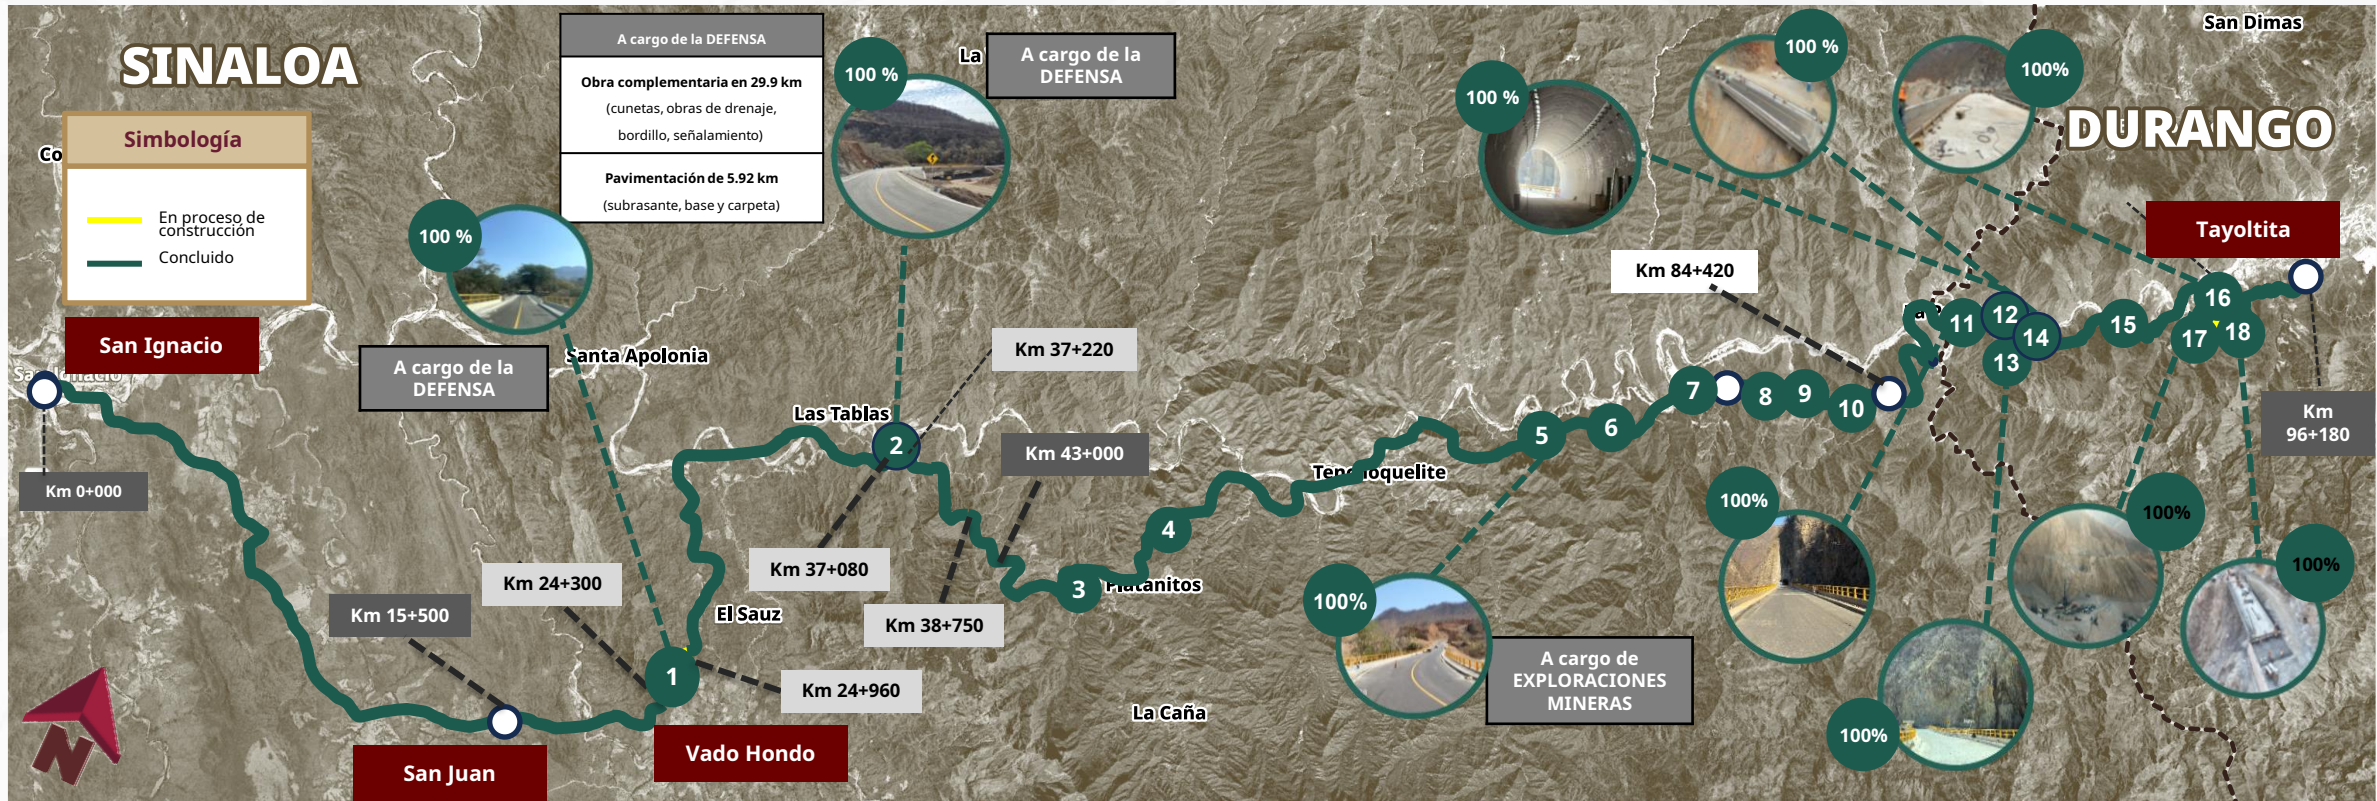 SINALOA
Simbología
En proceso de
construcción
Concluido
San Ignacio
Km 0+000
A cargo de la DEFENSA
Obra complementaria en 29.9 km
(cunetas, obras de drenaje,
bordillo, señalamiento)
Pavimentación de 5.92 km
(subrasante, base y carpeta)
100 %
A cargo de la
DEFENSA
100 %
A cargo de la
DEFENSA
Santa Apolonia
Las Tablas
Km 37+220
Km 43+000
Km 37+080
Km 38+750
Km 24+300
Km 15+500
El Sauz
Km 24+960
San Juan
Vado Hondo
N
1
2
3
4
5
6
7
8
9
10
11
12
13
14
15
16
17
18
Platanitos
La Caña
100 %
100 %
100%
San Dimas
DURANGO
Tayoltita
Km 84+420
Km
96+180
100%
A cargo de
EXPLORACIONES
MINERAS
100%
100%
100%
100%